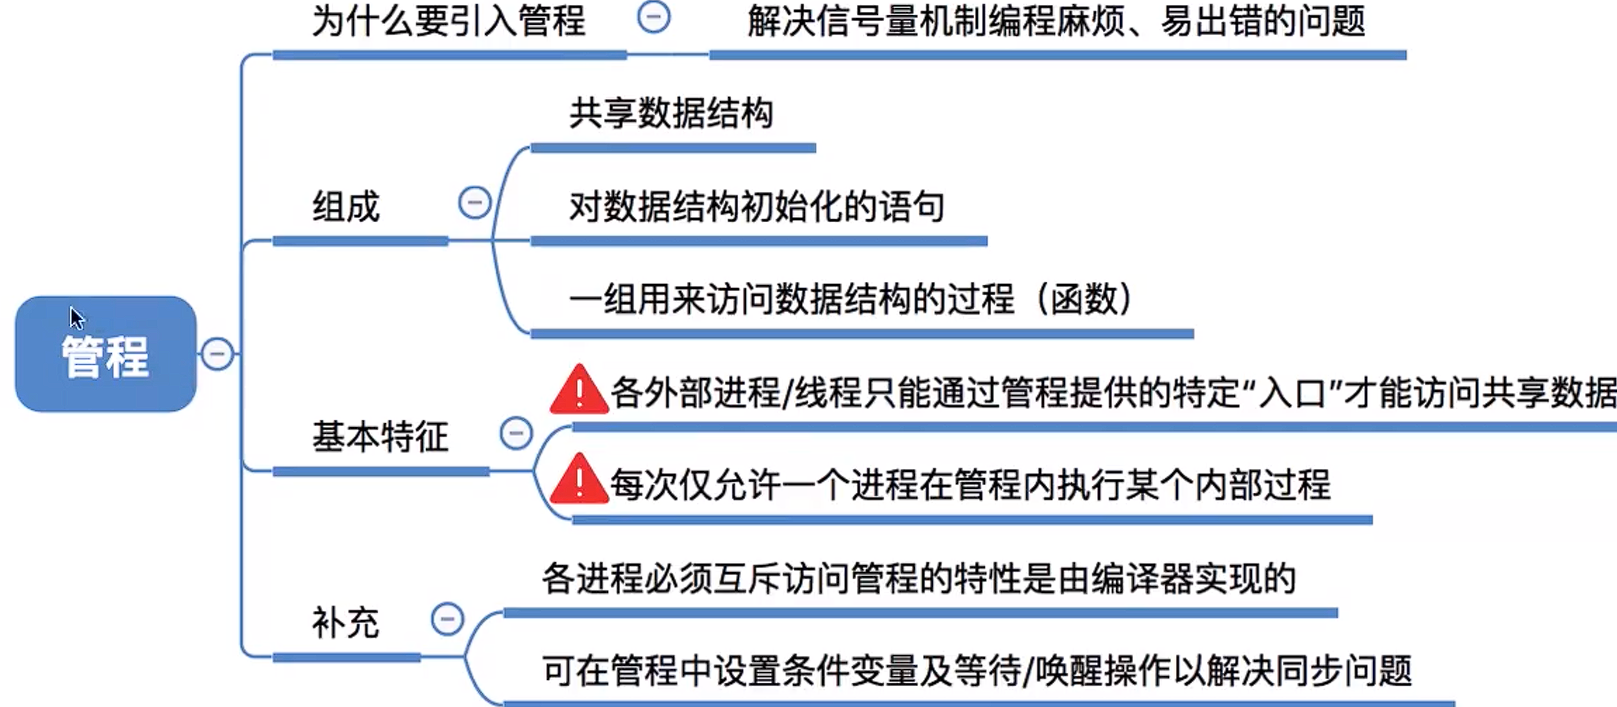 为什么要引入管程
解决信号量机制编程麻烦、易出错的问题
共享数据结构
组成
对数据结构初始化的语句
一组用来访问数据结构的过程（函数）
管程
各外部进程/线程只能通过管程提供的特定“入口”才能访问共享数据
基本特征
每次仅允许一个进程在管程内执行某个内部过程
各进程必须互斥访问管程的特性是由编译器实现的
补充
可在管程中设置条件变量及等待/唤醒操作以解决同步问题